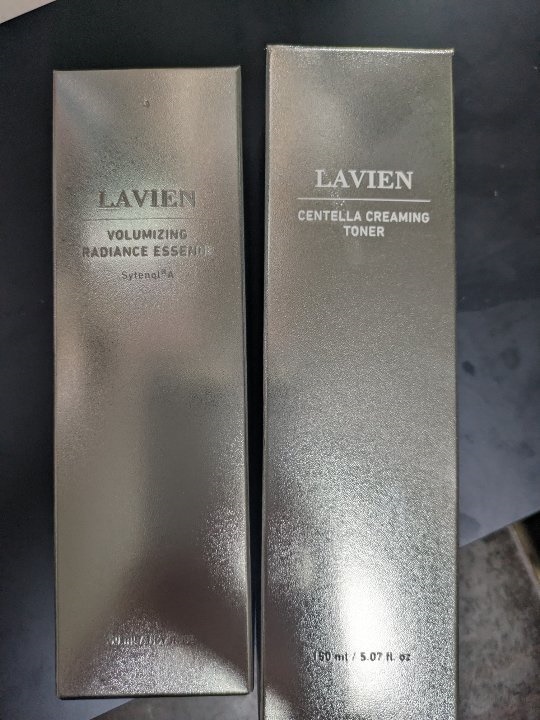 LAVIEN
VOLUMIZING
RADIANCE ESSENCE
Sytenol®A
LAVIEN
CENTELLA CREAMING
TONER
150 ml / 5.07 fl. oz